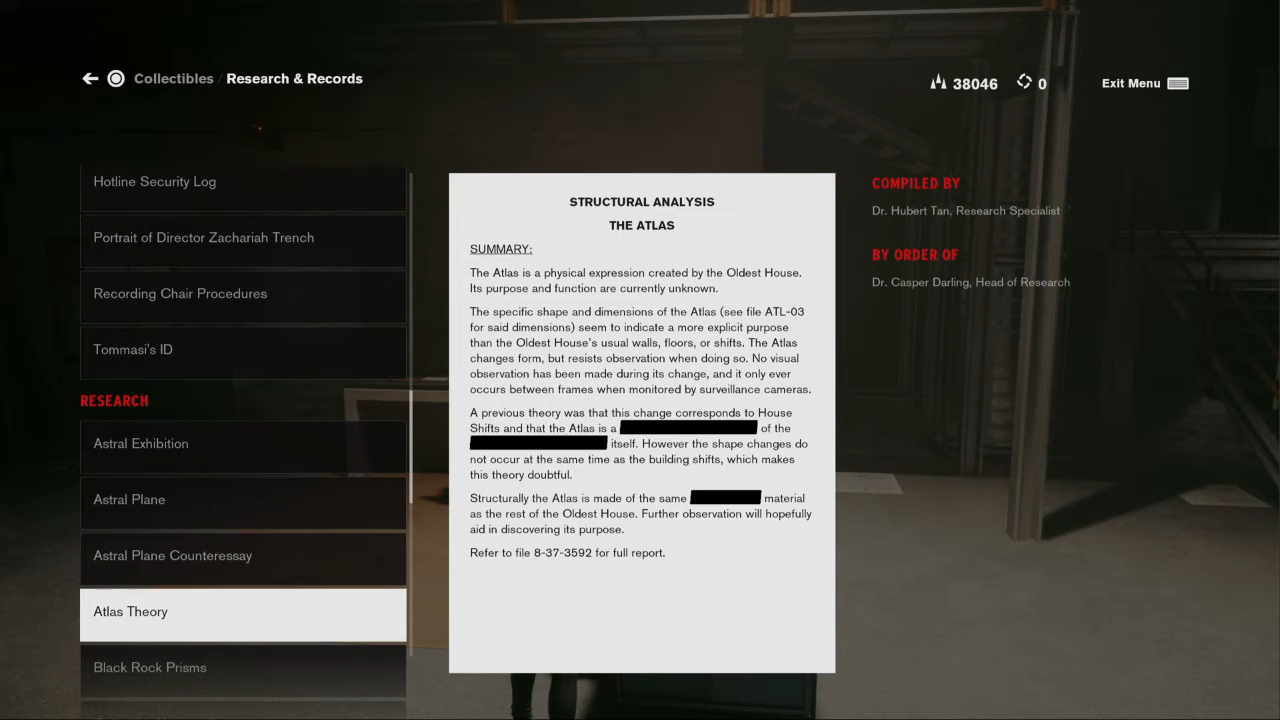 Collectibles / Research & Records
38046
0
Exit Menu
Hotline Security Log
Portrait of Director Zachariah Trench
Recording Chair Procedures
Tommasi's ID
RESEARCH
Astral Exhibition
Astral Plane
Astral Plane Counteressay
Atlas Theory
Black Rock Prisms
STRUCTURAL ANALYSIS
THE ATLAS
SUMMARY:
The Atlas is a physical expression created by the Oldest House.
Its purpose and function are currently unknown.
The specific shape and dimensions of the Atlas (see file ATL-03
for said dimensions) seem to indicate a more explicit purpose
than the Oldest House's usual walls, floors, or shifts. The Atlas
changes form, but resists observation when doing so. No visual
observation has been made during its change, and it only ever
occurs between frames when monitored by surveillance cameras.
A previous theory was that this change corresponds to House
Shifts and that the Atlas is a of the
itself. However the shape changes do
not occur at the same time as the building shifts, which makes
this theory doubtful.
Structurally the Atlas is made of the same material
as the rest of the Oldest House. Further observation will hopefully
aid in discovering its purpose.
Refer to file 8-37-3592 for full report.
COMPILED BY
Dr. Hubert Tan, Research Specialist
BY ORDER OF
Dr. Casper Darling, Head of Research